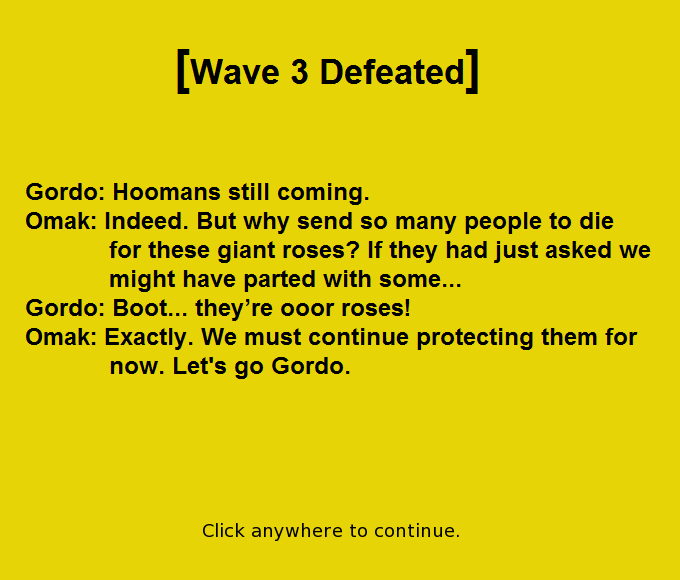 [Wave 3 Defeated]
Gordo: Hoomans still coming.
Omak: Indeed. But why send so many people to die
for these giant roses? If they had just asked we
might have parted with some...
Gordo: Boot... they’re ooor roses!
Omak: Exactly. We must continue protecting them for
now. Let's go Gordo.
Click anywhere to continue.